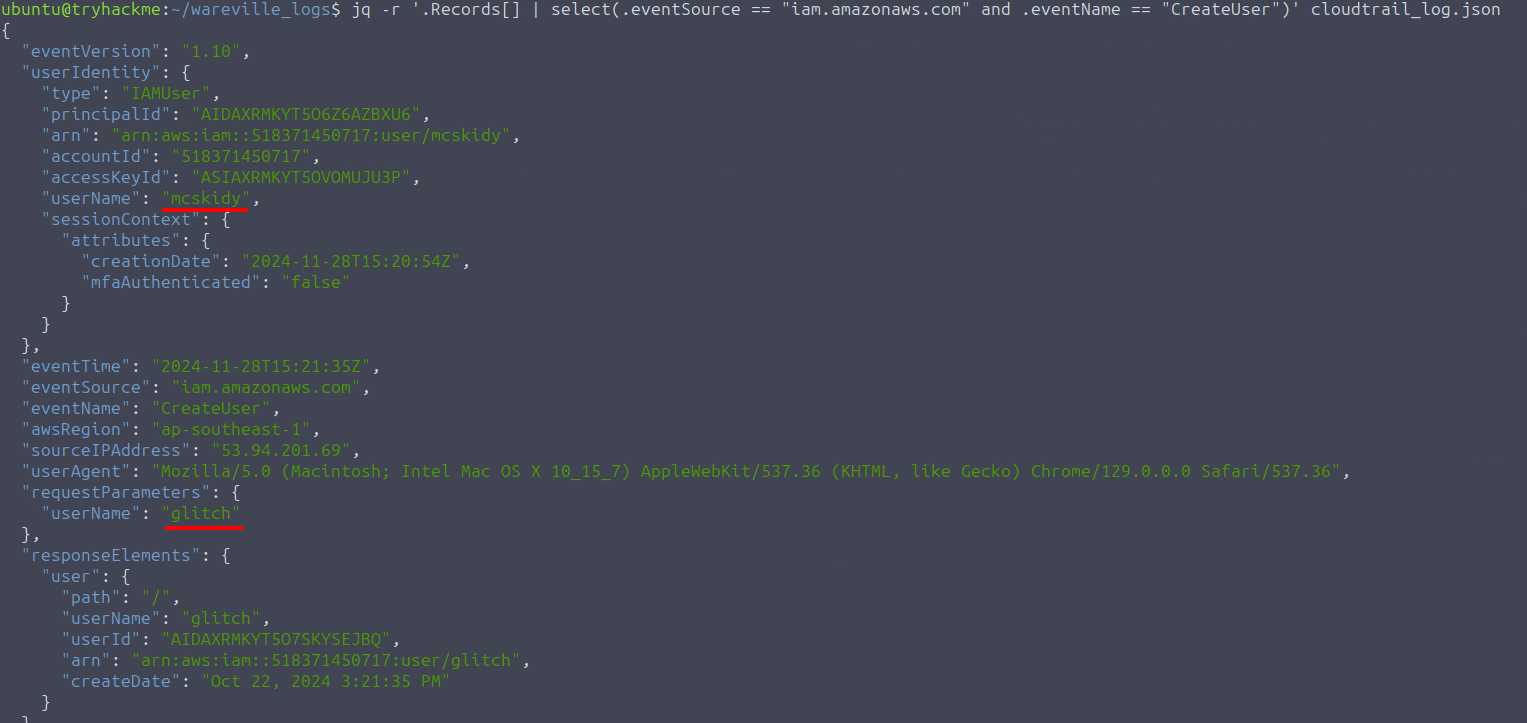 ubuntu@tryhackme:~/wareville_logs$ jq -r '.Records[] | select(.eventSource == "iam.amazonaws.com" and .eventName == "CreateUser")' cloudtrail_log.json
{
  "eventVersion": "1.10",
  "userIdentity": {
    "type": "IAMUser",
    "principalId": "AIDAXRMKYT5O6Z6AZBXU6",
    "arn": "arn:aws:iam::518371450717:user/mcskidy",
    "accountId": "518371450717",
    "accessKeyId": "ASIAXRMKYT5OVOMUJU3P",
    "userName": "mcskidy",
    "sessionContext": {
      "attributes": {
        "creationDate": "2024-11-28T15:20:54Z",
        "mfaAuthenticated": "false"
      }
    }
  },
  "eventTime": "2024-11-28T15:21:35Z",
  "eventSource": "iam.amazonaws.com",
  "eventName": "CreateUser",
  "awsRegion": "ap-southeast-1",
  "sourceIPAddress": "53.94.201.69",
  "userAgent": "Mozilla/5.0 (Macintosh; Intel Mac OS X 10_15_7) AppleWebKit/537.36 (KHTML, like Gecko) Chrome/129.0.0.0 Safari/537.36",
  "requestParameters": {
    "userName": "glitch"
  },
  "responseElements": {
    "user": {
      "path": "/",
      "userName": "glitch",
      "userId": "AIDAXRMKYT5O7SKYSEJBQ",
      "arn": "arn:aws:iam::518371450717:user/glitch",
      "createDate": "Oct 22, 2024 3:21:35 PM"
    }